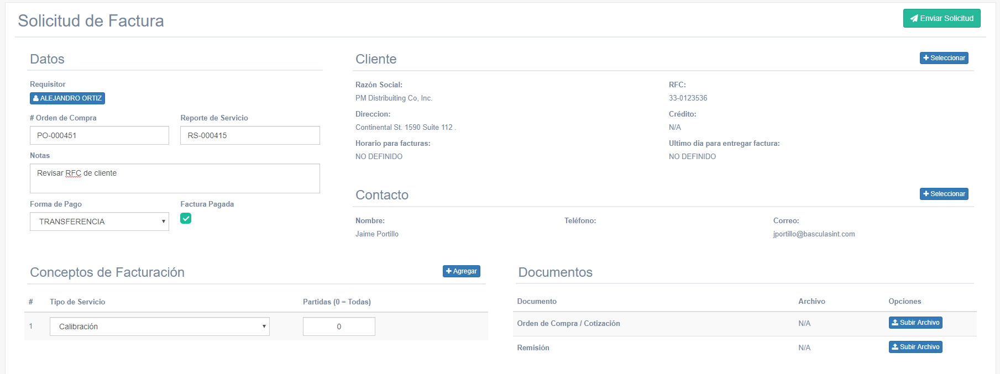 Solicitud de Factura
Enviar Solicitud
Datos
Requisitor
ALEJANDRO ORTIZ
# Orden de Compra
Reporte de Servicio
PO-000451
RS-000415
Notas
Revisar RFC de cliente
Forma de Pago
Factura Pagada
TRANSFERENCIA
Cliente
Seleccionar
Razón Social:
RFC:
PM Distribuiting Co, Inc.
33-0123536
Direccion:
Crédito:
Continental St. 1590 Suite 112 .
N/A
Horario para facturas:
Ultimo dia para entregar factura:
NO DEFINIDO
NO DEFINIDO
Contacto
Seleccionar
Nombre:
Teléfono:
Correo:
Jaime Portillo
jportillo@basculasint.com
Conceptos de Facturación
Agregar
# Tipo de Servicio Partidas (0 = Todas)
1 Calibración 0
Documentos
Documento Archivo Opciones
Orden de Compra / Cotización N/A Subir Archivo
Remisión N/A Subir Archivo